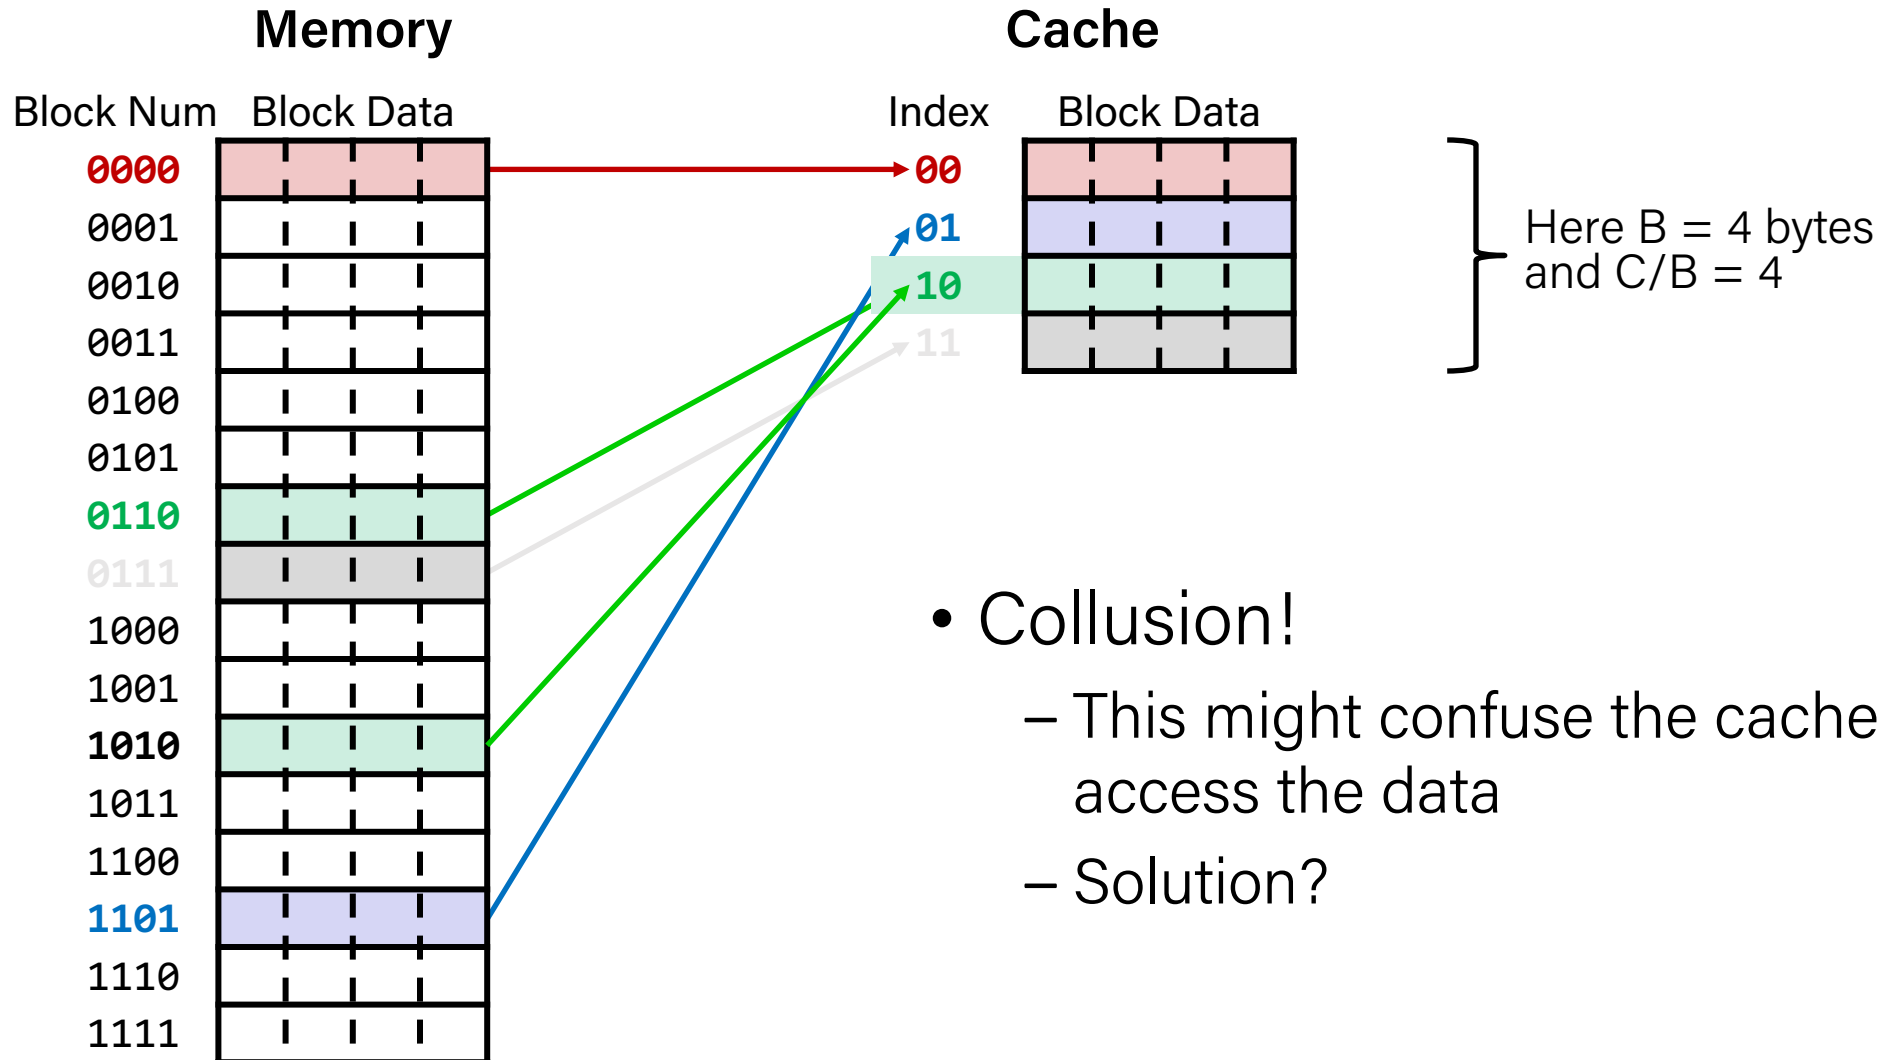 Memory
Cache
Block Num Block Data
Index Block Data
0000
0001
0010
0011
0100
0101
0110
0111
1000
1001
1010
1011
1100
1101
1110
1111
00
01
10
11
Here B = 4 bytes
and C/B = 4
• Collusion!
– This might confuse the cache
access the data
– Solution?